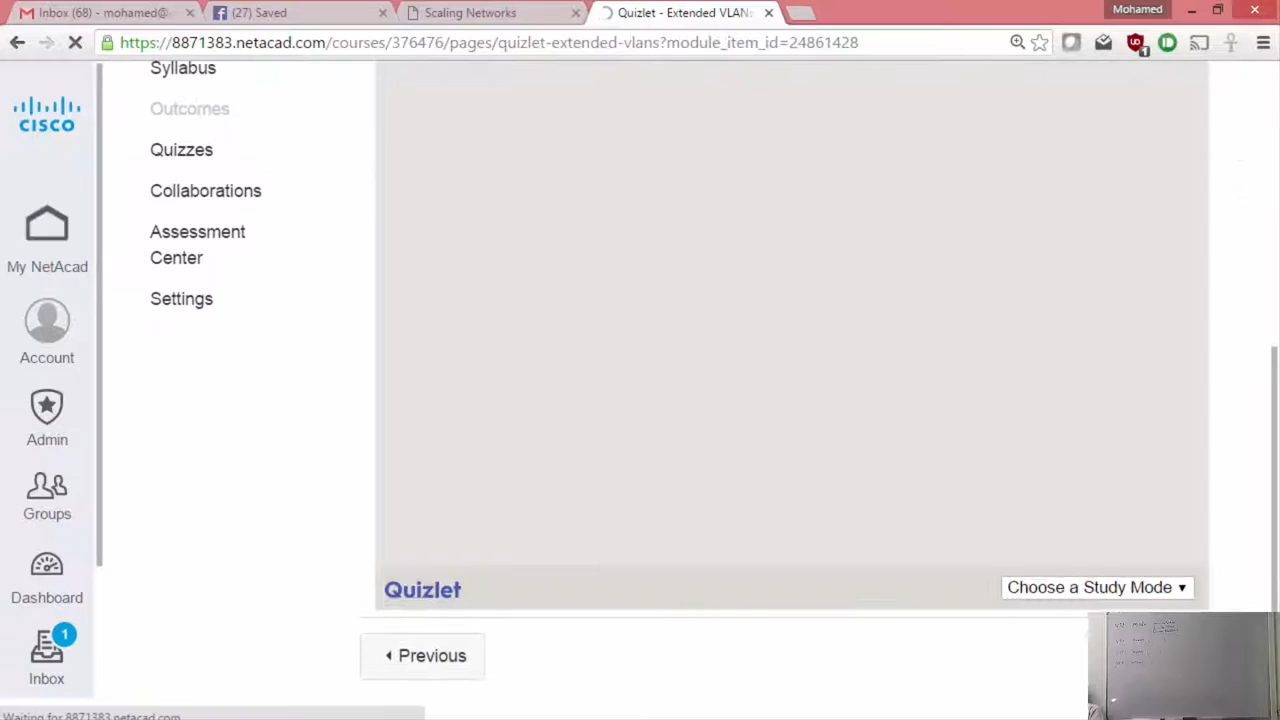 Inbox (68) - mohamed@
(27) Saved
Scaling Networks
Quizlet - Extended VLAN
Mohamed
https://8871383.netacad.com/courses/376476/pages/quizlet-extended-vlans?module_item_id=24861428
CISCO
My NetAcad
Account
Admin
Groups
Dashboard
1
Inbox
Syllabus
Outcomes
Quizzes
Collaborations
Assessment
Center
Settings
Quizlet
Choose a Study Mode
Previous
Waiting for 8871383.netacad.com